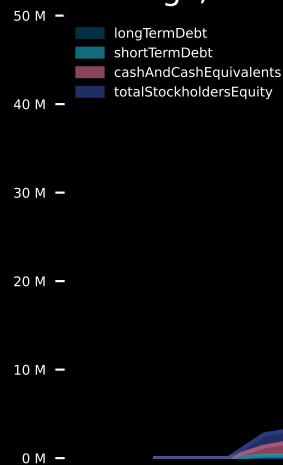 50 M
longTermDebt
shortTermDebt
cashAndCashEquivalents
totalStockholdersEquity
40 M
30 M
20 M
10 M
0 M